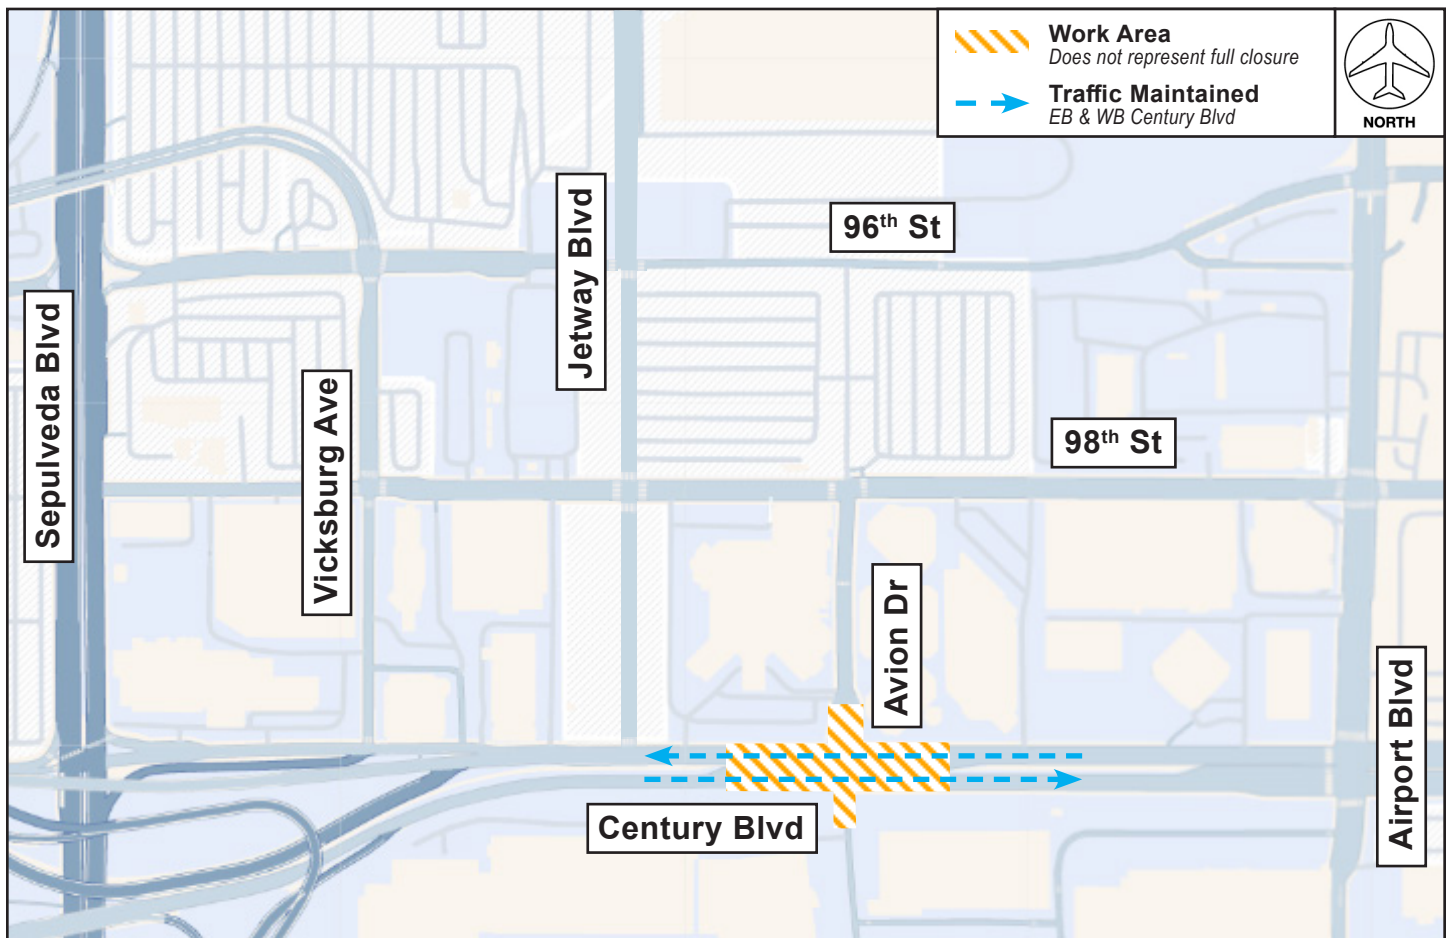 Work Area
Does not represent full closure
Traffic Maintained
EB & WB Century Blvd
NORTH
96th St
Jetway Blvd
Sepulveda Blvd
Vicksburg Ave
98th St
Avion Dr
Airport Blvd
Century Blvd